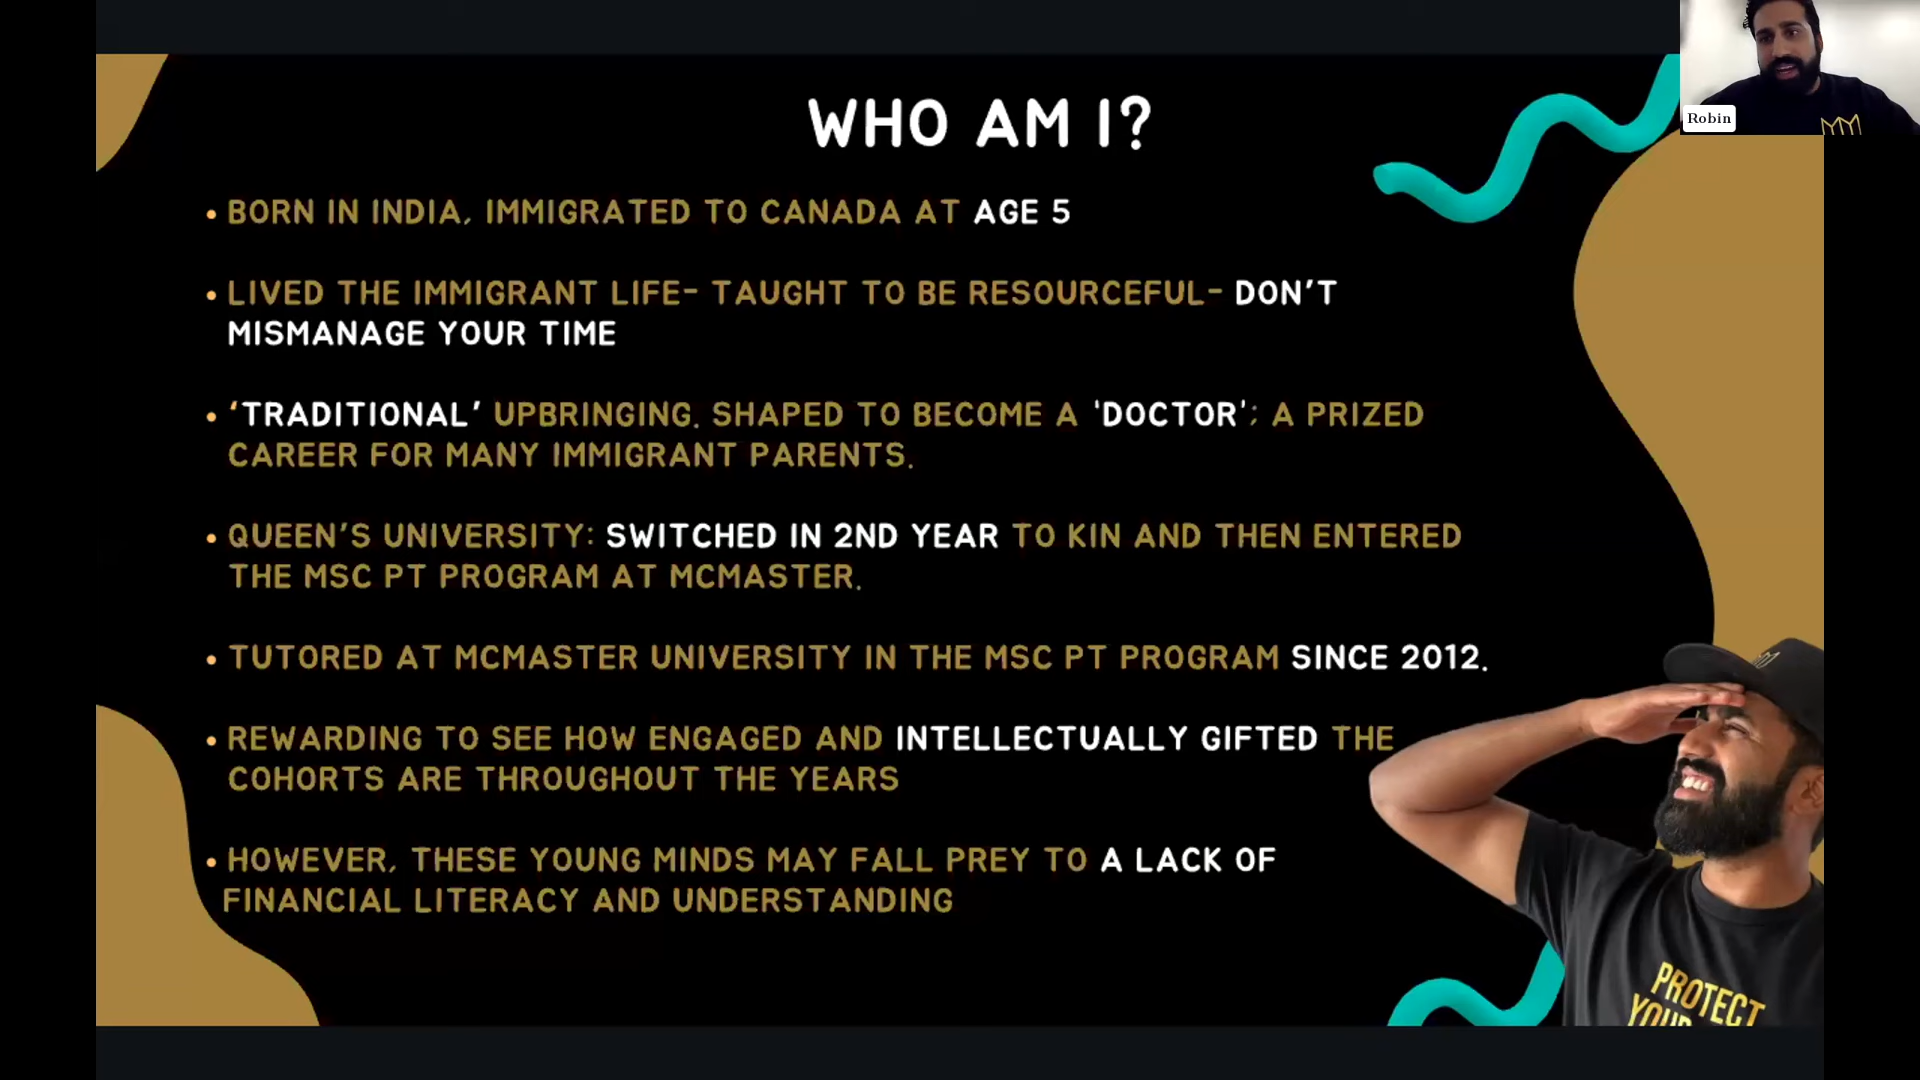 WHO AM I?
Robin
• BORN IN INDIA, IMMIGRATED TO CANADA AT AGE 5
• LIVED THE IMMIGRANT LIFE- TAUGHT TO BE RESOURCEFUL- DON'T
MISMANAGE YOUR TIME
• 'TRADITIONAL' UPBRINGING. SHAPED TO BECOME A 'DOCTOR'; A PRIZED
CAREER FOR MANY IMMIGRANT PARENTS.
• QUEEN'S UNIVERSITY: SWITCHED IN 2ND YEAR TO KIN AND THEN ENTERED
THE MSC PT PROGRAM AT MCMASTER.
• TUTORED AT MCMASTER UNIVERSITY IN THE MSC PT PROGRAM SINCE 2012.
• REWARDING TO SEE HOW ENGAGED AND INTELLECTUALLY GIFTED THE
COHORTS ARE THROUGHOUT THE YEARS
• HOWEVER, THESE YOUNG MINDS MAY FALL PREY TO A LACK OF
FINANCIAL LITERACY AND UNDERSTANDING
PROTECT
YOUR